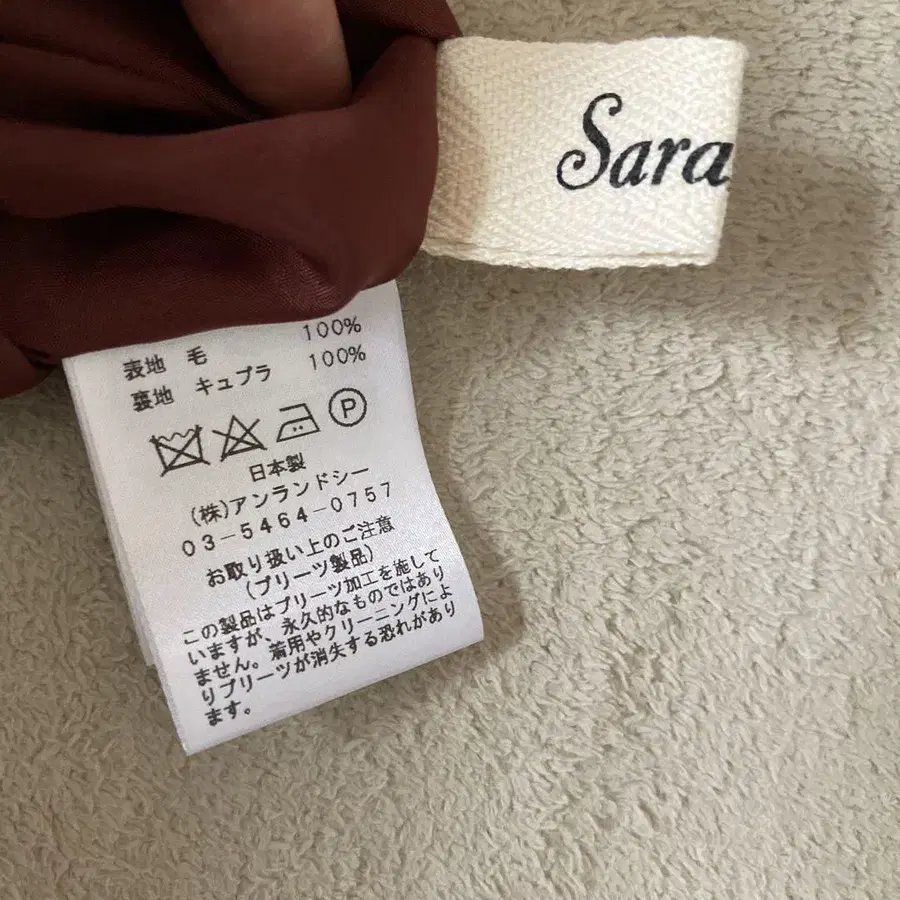 Sara
表地 毛 100%
裏地 キュプラ 100%
P
日本製
(株)アンランドシー
03-5464-0757
お取り扱い上のご注意
(プリーツ製品)
この製品はプリーツ加工を施して
いますが、永久的なものではあり
ません。着用やクリーニングによ
りプリーツが消失する恐れがあり
ます。